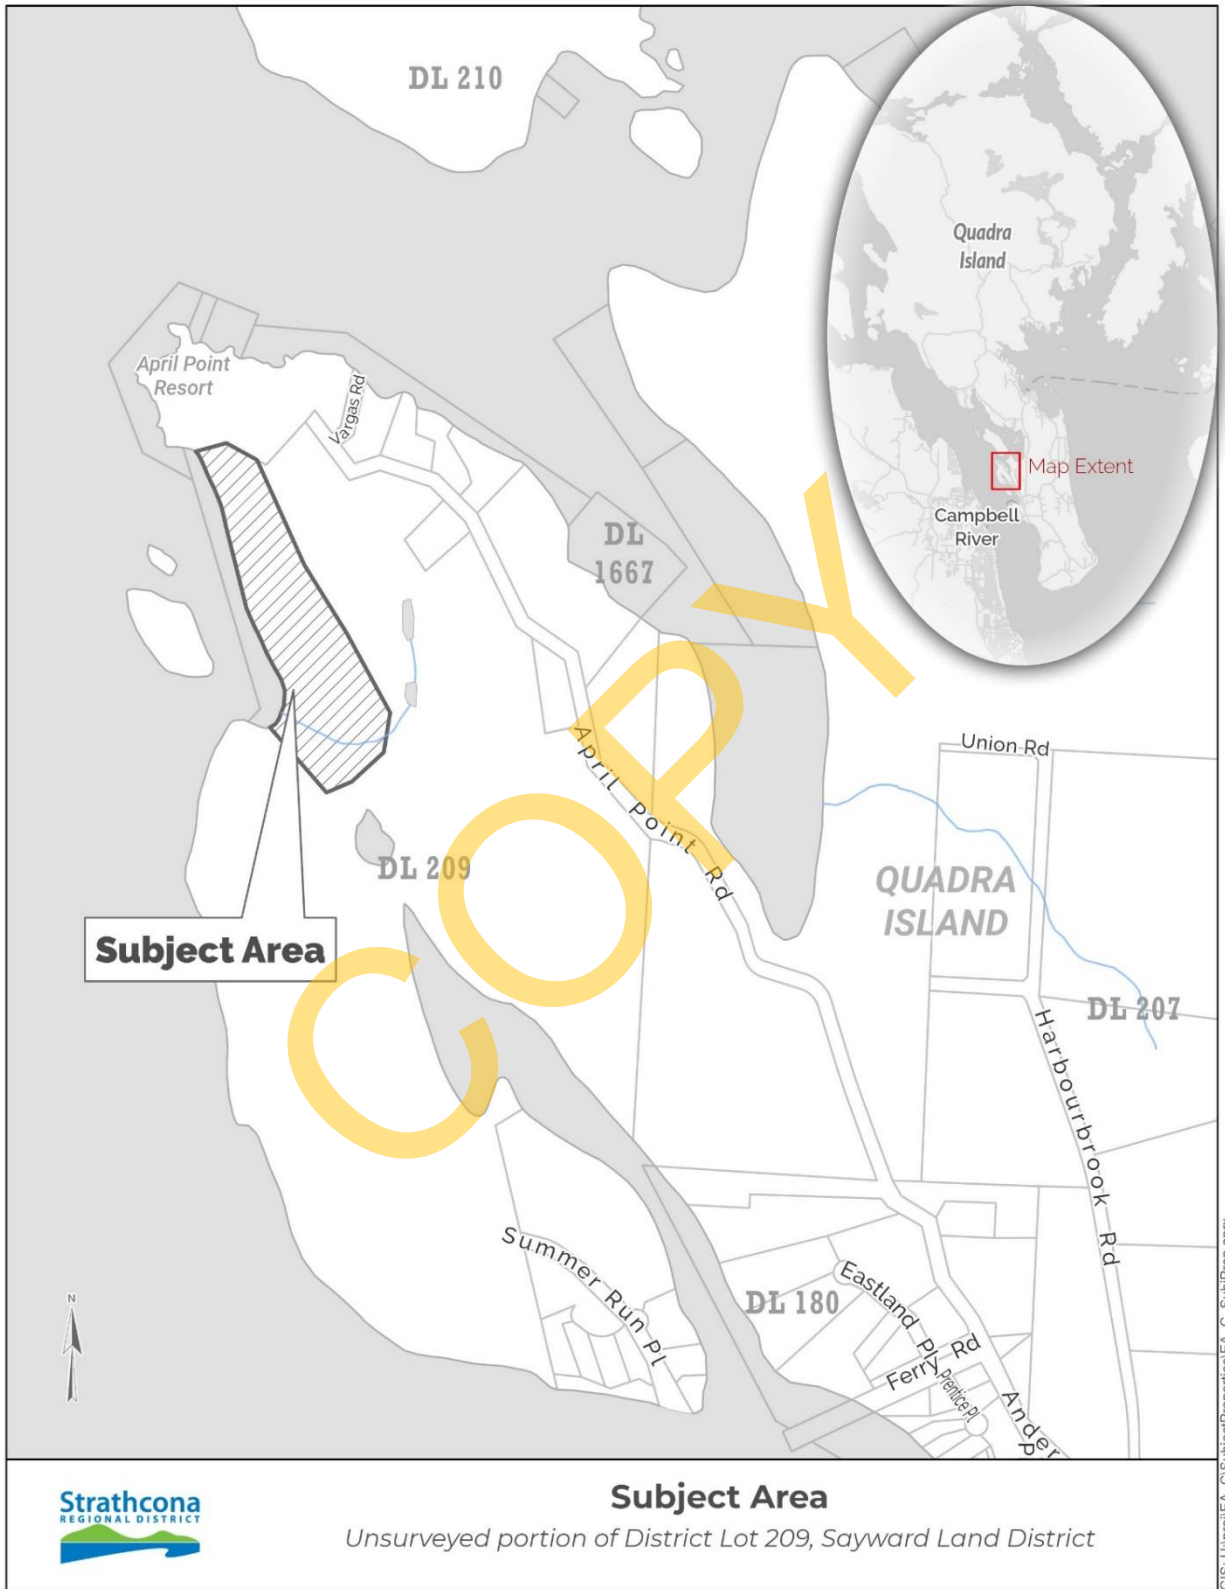 DL 210
Quadra
Island
April Point
Resort
Vargas Rd
Map Extent
Campbell
River
DL
1667
COPY
Union Rd
April Point Rd
DL 209
QUADRA
ISLAND
Subject Area
DL 207
Harbourbrook Rd
Summer Run Pl
Eastland Pl
DL 180
Ferry Rd
Prentice Pl
Ander
P
N
Strathcona
REGIONAL DISTRICT
Subject Area
Unsurveyed portion of District Lot 209, Sayward Land District